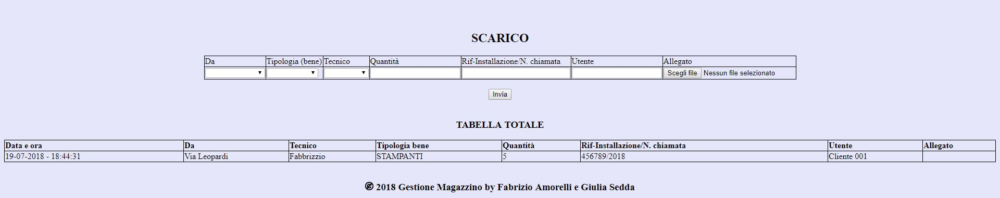 SCARICO
Da Tipologia (bene) Tecnico Quantità Rif-Installazione/N. chiamata Utente Allegato
Scegli file Nessun file selezionato
Invia
TABELLA TOTALE
Data e ora Da Tecnico Tipologia bene Quantità Rif-Installazione/N. chiamata Utente Allegato
19-07-2018 - 18:44:31 Via Leopardi Fabbrizzio STAMPANTI 5 456789/2018 Cliente 001
2018 Gestione Magazzino by Fabrizio Amorelli e Giulia Sedda